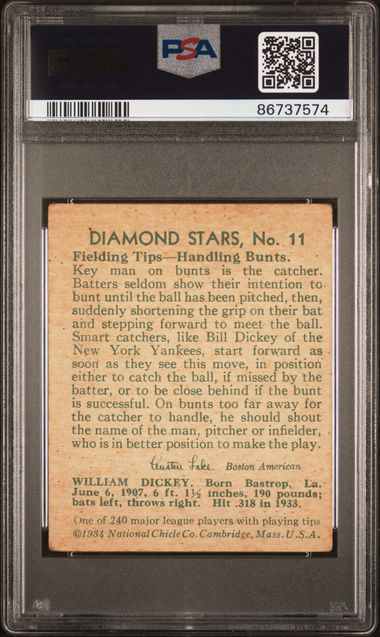 PSA
86737574
DIAMOND STARS, No. 11
Fielding Tips—Handling Bunts.
Key man on bunts is the catcher.
Batters seldom show their intention to
bunt until the ball has been pitched, then,
suddenly shortening the grip on their bat
and stepping forward to meet the ball.
Smart catchers, like Bill Dickey of the
New York Yankees, start forward as
soon as they see this move, in position
either to catch the ball, if missed by the
batter, or to be close behind if the bunt
is successful. On bunts too far away for
the catcher to handle, he should shout
the name of the man, pitcher or infielder,
who is in better position to make the play.
Austen Lake Boston American
WILLIAM DICKEY. Born Bastrop, La.
June 6, 1907, 6 ft. 1½ inches, 190 pounds;
bats left, throws right. Hit .318 in 1933.
One of 240 major league players with playing tips
©1934 National Chicle Co. Cambridge, Mass. U.S.A.